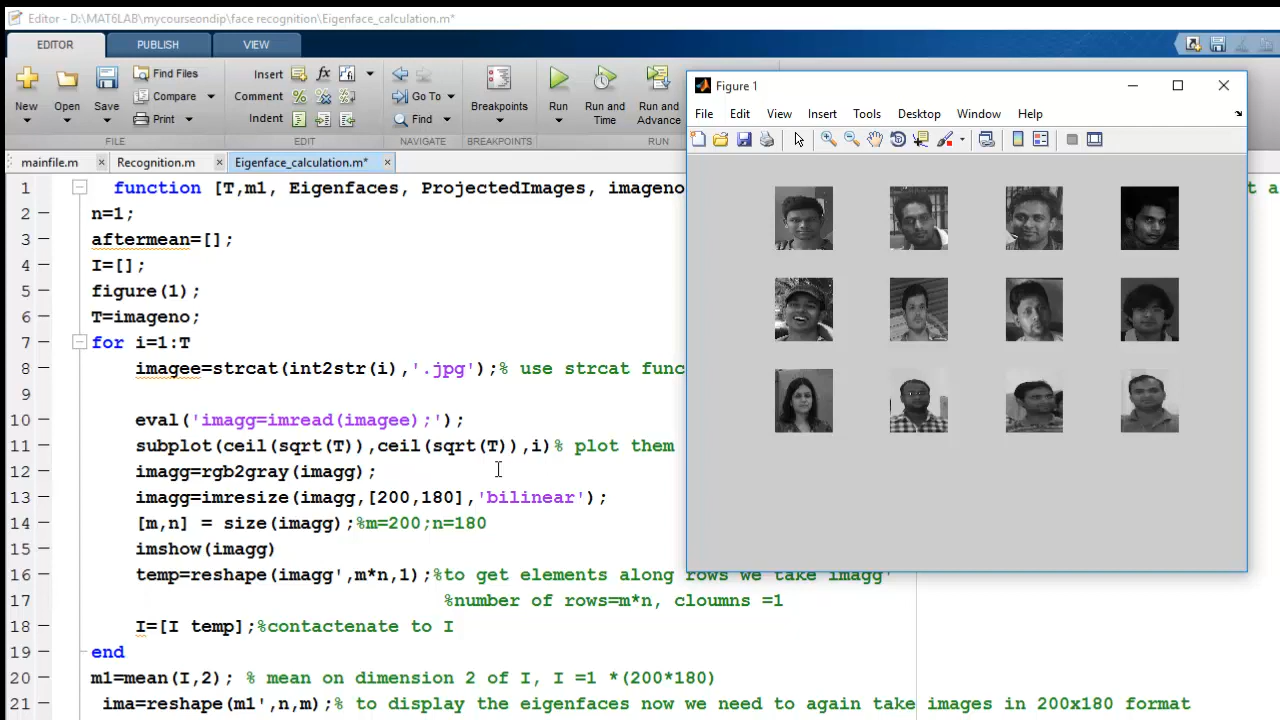 Editor - D:\MAT6LAB\mycourseondip\face recognition\Eigenface_calculation.m*
EDITOR PUBLISH VIEW
New Open Save Find Files Compare Print
Insert Comment Indent
Go To Find
Breakpoints Run Run and Time Run and Advance
FILE EDIT NAVIGATE BREAKPOINTS RUN
mainfile.m Recognition.m Eigenface_calculation.m*
Figure 1
File Edit View Insert Tools Desktop Window Help
1 function [T,m1, Eigenfaces, ProjectedImages, imageno t a
2 n=1;
3 aftermean=[];
4 I=[];
5 figure(1);
6 T=imageno;
7 for i=1:T
8 imagee=strcat(int2str(i),'.jpg');% use strcat func
9
10 eval('imagg=imread(imagee);');
11 subplot(ceil(sqrt(T)),ceil(sqrt(T)),i)% plot them
12 imagg=rgb2gray(imagg);
13 imagg=imresize(imagg,[200,180],'bilinear');
14 [m,n] = size(imagg);%m=200;n=180
15 imshow(imagg)
16 temp=reshape(imagg',m*n,1);%to get elements along rows we take imagg'
17 %number of rows=m*n, cloumns =1
18 I=[I temp];%contactenate to I
19 end
20 m1=mean(I,2); % mean on dimension 2 of I, I =1 *(200*180)
21 ima=reshape(m1',n,m);% to display the eigenfaces now we need to again take images in 200x180 format